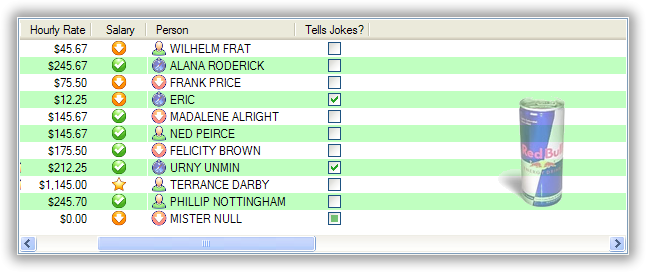 Hourly Rate Salary Person Tells Jokes?
$45.67 WILHELM FRAT
$245.67 ALANA RODERICK
$75.50 FRANK PRICE
$12.25 ERIC
$145.67 MADALENE ALRIGHT
$145.67 NED PEIRCE
$175.50 FELICITY BROWN
$212.25 URNY UNMIN
$1,145.00 TERRANCE DARBY
$245.70 PHILLIP NOTTINGHAM
$0.00 MISTER NULL
RedBull